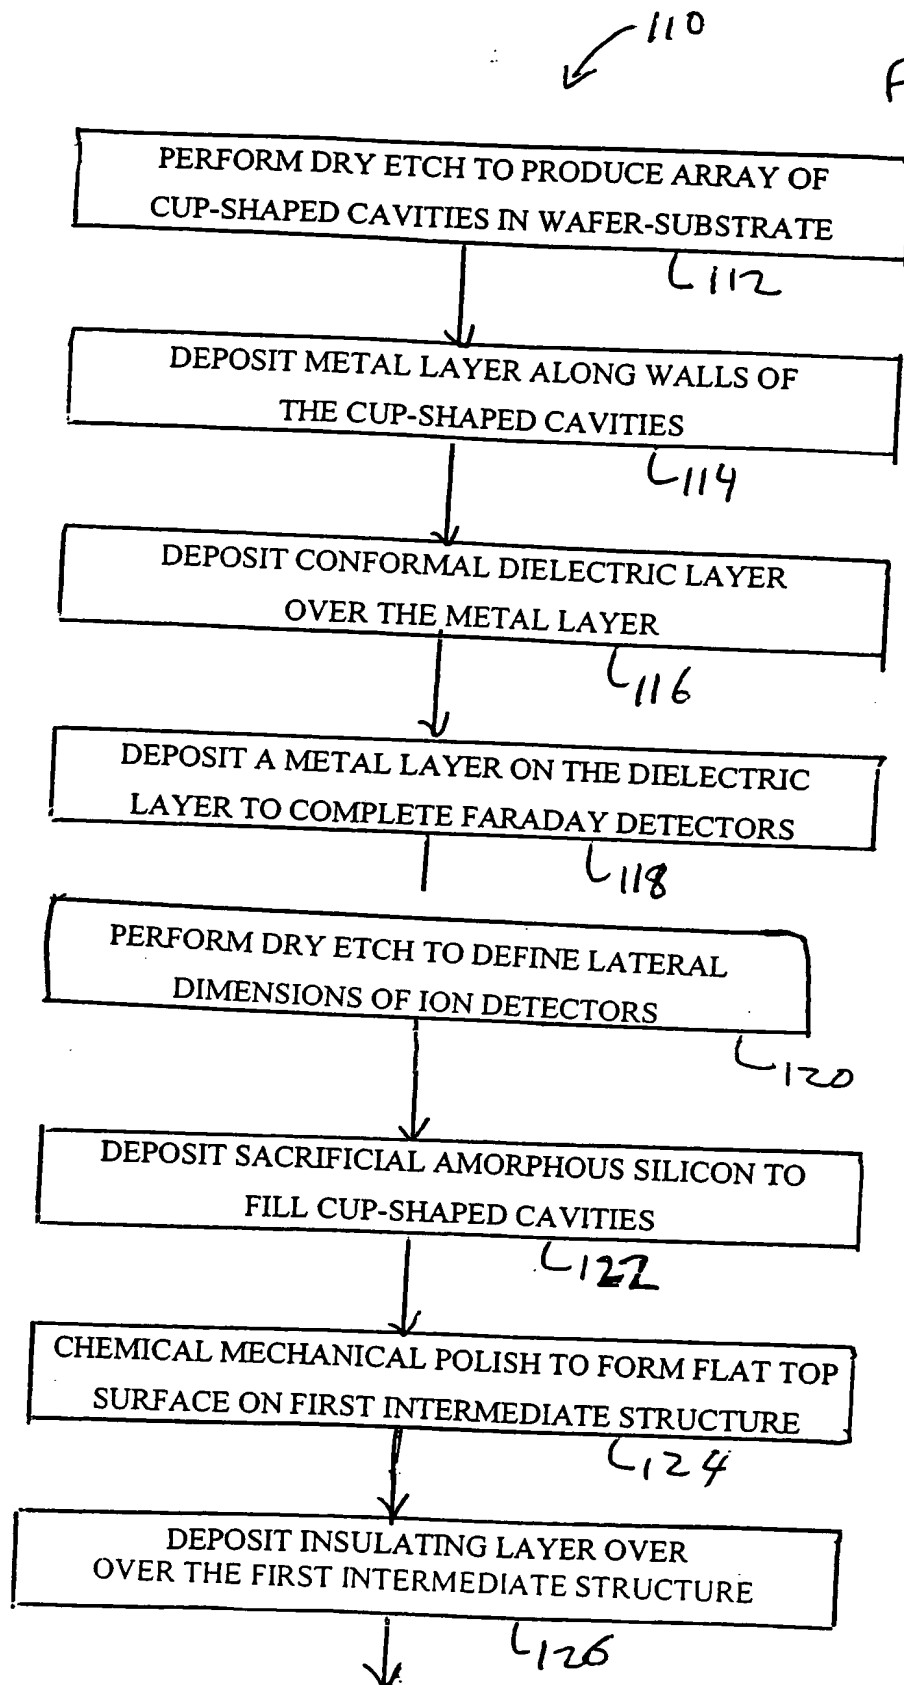 110
F
PERFORM DRY ETCH TO PRODUCE ARRAY OF
CUP-SHAPED CAVITIES IN WAFER-SUBSTRATE
112
DEPOSIT METAL LAYER ALONG WALLS OF
THE CUP-SHAPED CAVITIES
114
DEPOSIT CONFORMAL DIELECTRIC LAYER
OVER THE METAL LAYER
116
DEPOSIT A METAL LAYER ON THE DIELECTRIC
LAYER TO COMPLETE FARADAY DETECTORS
118
PERFORM DRY ETCH TO DEFINE LATERAL
DIMENSIONS OF ION DETECTORS
120
DEPOSIT SACRIFICIAL AMORPHOUS SILICON TO
FILL CUP-SHAPED CAVITIES
122
CHEMICAL MECHANICAL POLISH TO FORM FLAT TOP
SURFACE ON FIRST INTERMEDIATE STRUCTURE
124
DEPOSIT INSULATING LAYER OVER
OVER THE FIRST INTERMEDIATE STRUCTURE
126